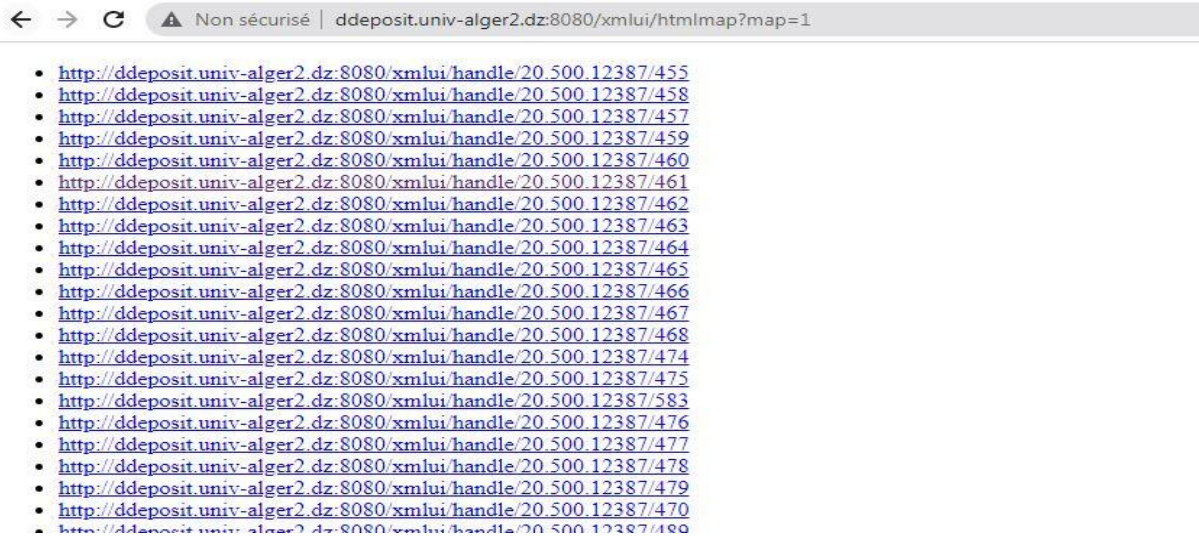 Non sécurisé | ddeposit.univ-alger2.dz:8080/xmlui/htmlmap?map=1
http://ddeposit.univ-alger2.dz:8080/xmlui/handle/20.500.12387/455
http://ddeposit.univ-alger2.dz:8080/xmlui/handle/20.500.12387/458
http://ddeposit.univ-alger2.dz:8080/xmlui/handle/20.500.12387/457
http://ddeposit.univ-alger2.dz:8080/xmlui/handle/20.500.12387/459
http://ddeposit.univ-alger2.dz:8080/xmlui/handle/20.500.12387/460
http://ddeposit.univ-alger2.dz:8080/xmlui/handle/20.500.12387/461
http://ddeposit.univ-alger2.dz:8080/xmlui/handle/20.500.12387/462
http://ddeposit.univ-alger2.dz:8080/xmlui/handle/20.500.12387/463
http://ddeposit.univ-alger2.dz:8080/xmlui/handle/20.500.12387/464
http://ddeposit.univ-alger2.dz:8080/xmlui/handle/20.500.12387/465
http://ddeposit.univ-alger2.dz:8080/xmlui/handle/20.500.12387/466
http://ddeposit.univ-alger2.dz:8080/xmlui/handle/20.500.12387/467
http://ddeposit.univ-alger2.dz:8080/xmlui/handle/20.500.12387/468
http://ddeposit.univ-alger2.dz:8080/xmlui/handle/20.500.12387/474
http://ddeposit.univ-alger2.dz:8080/xmlui/handle/20.500.12387/475
http://ddeposit.univ-alger2.dz:8080/xmlui/handle/20.500.12387/583
http://ddeposit.univ-alger2.dz:8080/xmlui/handle/20.500.12387/476
http://ddeposit.univ-alger2.dz:8080/xmlui/handle/20.500.12387/477
http://ddeposit.univ-alger2.dz:8080/xmlui/handle/20.500.12387/478
http://ddeposit.univ-alger2.dz:8080/xmlui/handle/20.500.12387/479
http://ddeposit.univ-alger2.dz:8080/xmlui/handle/20.500.12387/470
http://ddeposit.univ-alger2.dz:8080/xmlui/handle/20.500.12387/489